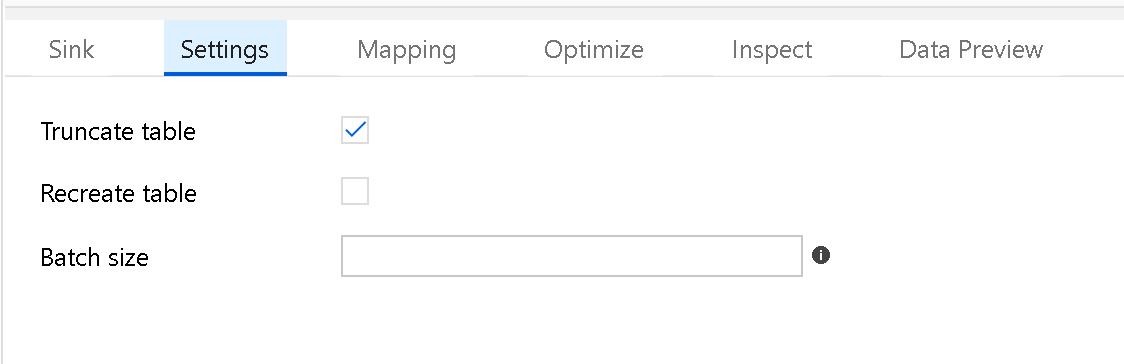 Sink Settings Mapping Optimize Inspect Data Preview
Truncate table
Recreate table
Batch size